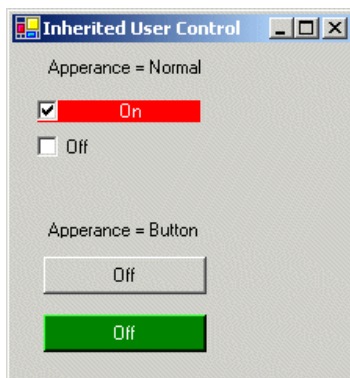 Inherited User Control
Apperance = Normal
On
Off
Apperance = Button
Off
Off